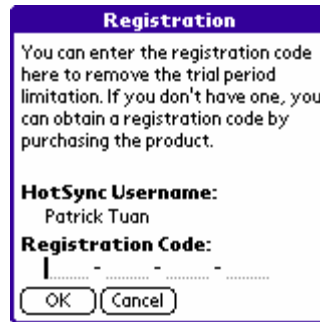 Registration
You can enter the registration code
here to remove the trial period
limitation. If you don't have one, you
can obtain a registration code by
purchasing the product.
HotSync Username:
Patrick Tuan
Registration Code:
- - -
OK Cancel